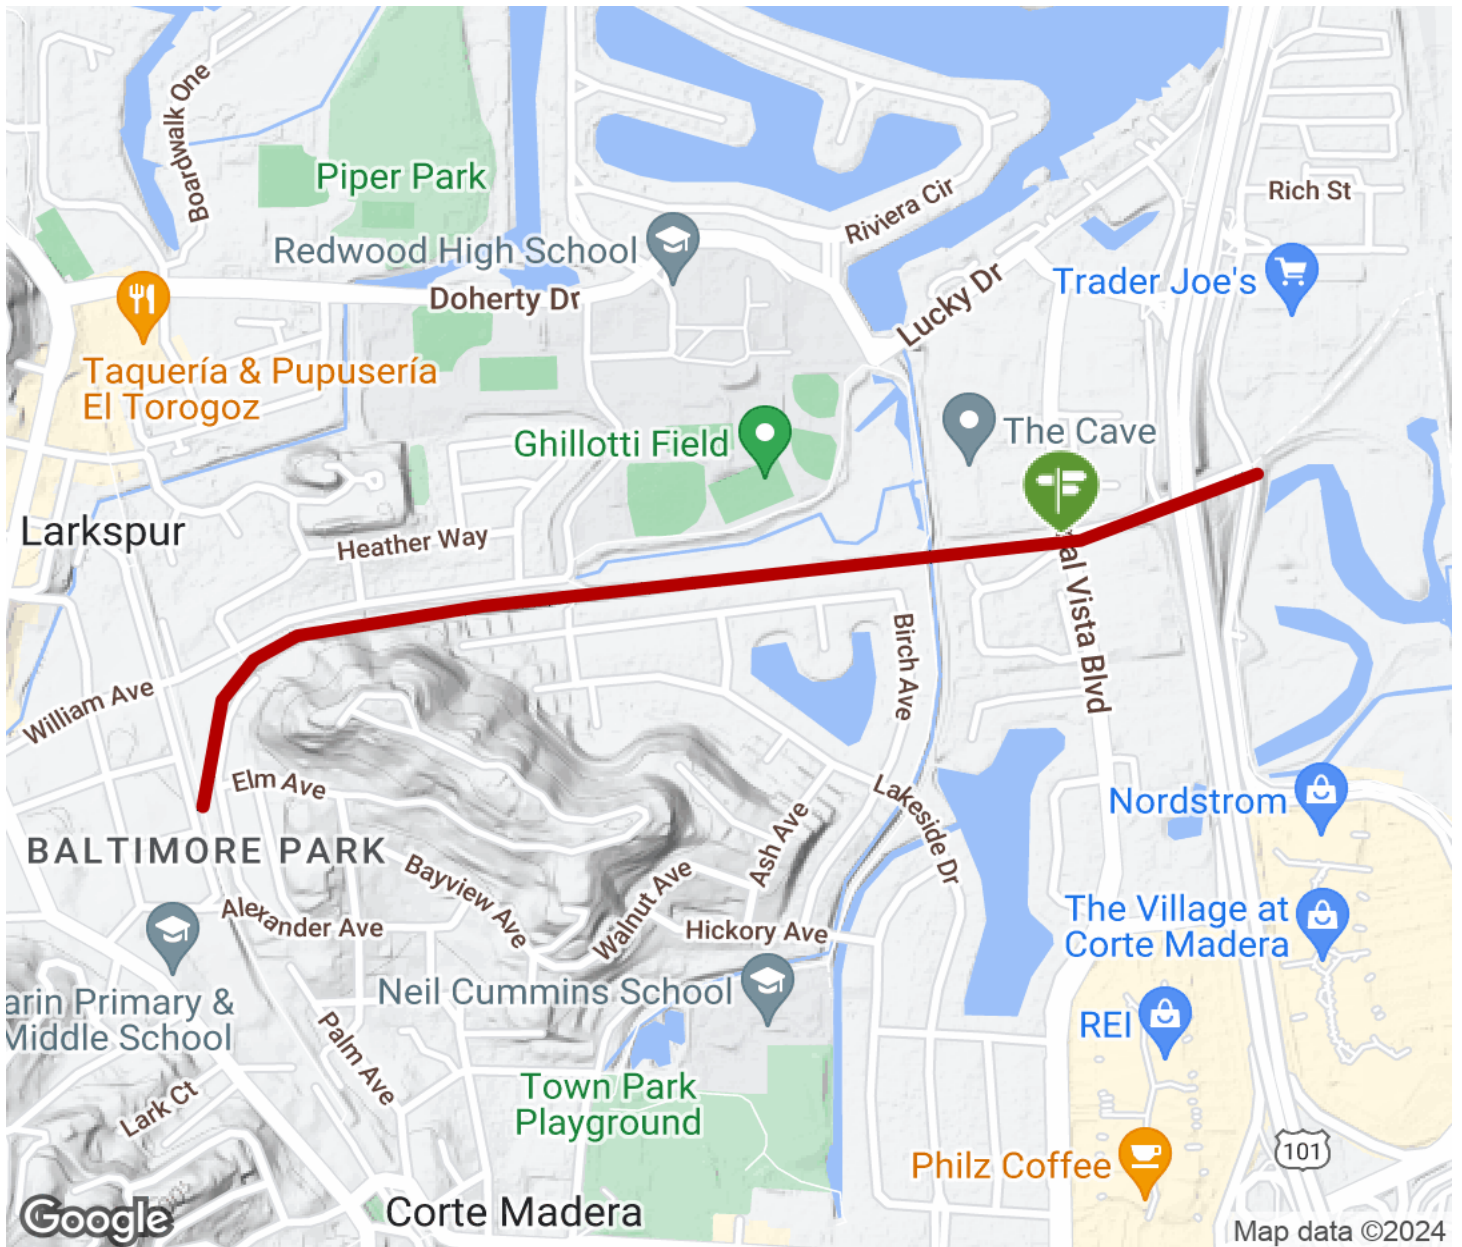 Boardwalk One
Piper Park
Rich St
Riviera Cir
Redwood High School
Trader Joe's
Doherty Dr
Lucky Dr
Taquería & Pupusería
El Torogoz
The Cave
Ghillotti Field
Larkspur
Heather Way
al Vista Blvd
Birch Ave
William Ave
Elm Ave
Nordstrom
Lakeside Dr
Ash Ave
BALTIMORE PARK
Bayview Ave
Walnut Ave
Alexander Ave
Hickory Ave
The Village at
Corte Madera
Neil Cummins School
arin Primary &
Middle School
REI
Palm Ave
Lark Ct
Town Park
Playground
101
Philz Coffee
Corte Madera
Google
Map data ©2024